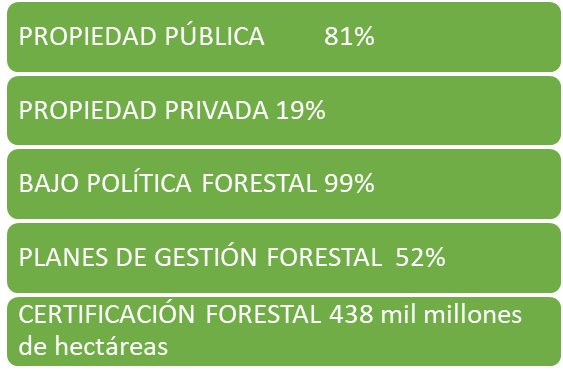 PROPIEDAD PÚBLICA 81%
PROPIEDAD PRIVADA 19%
BAJO POLÍTICA FORESTAL 99%
PLANES DE GESTIÓN FORESTAL 52%
CERTIFICACIÓN FORESTAL 438 mil millones
de hectáreas